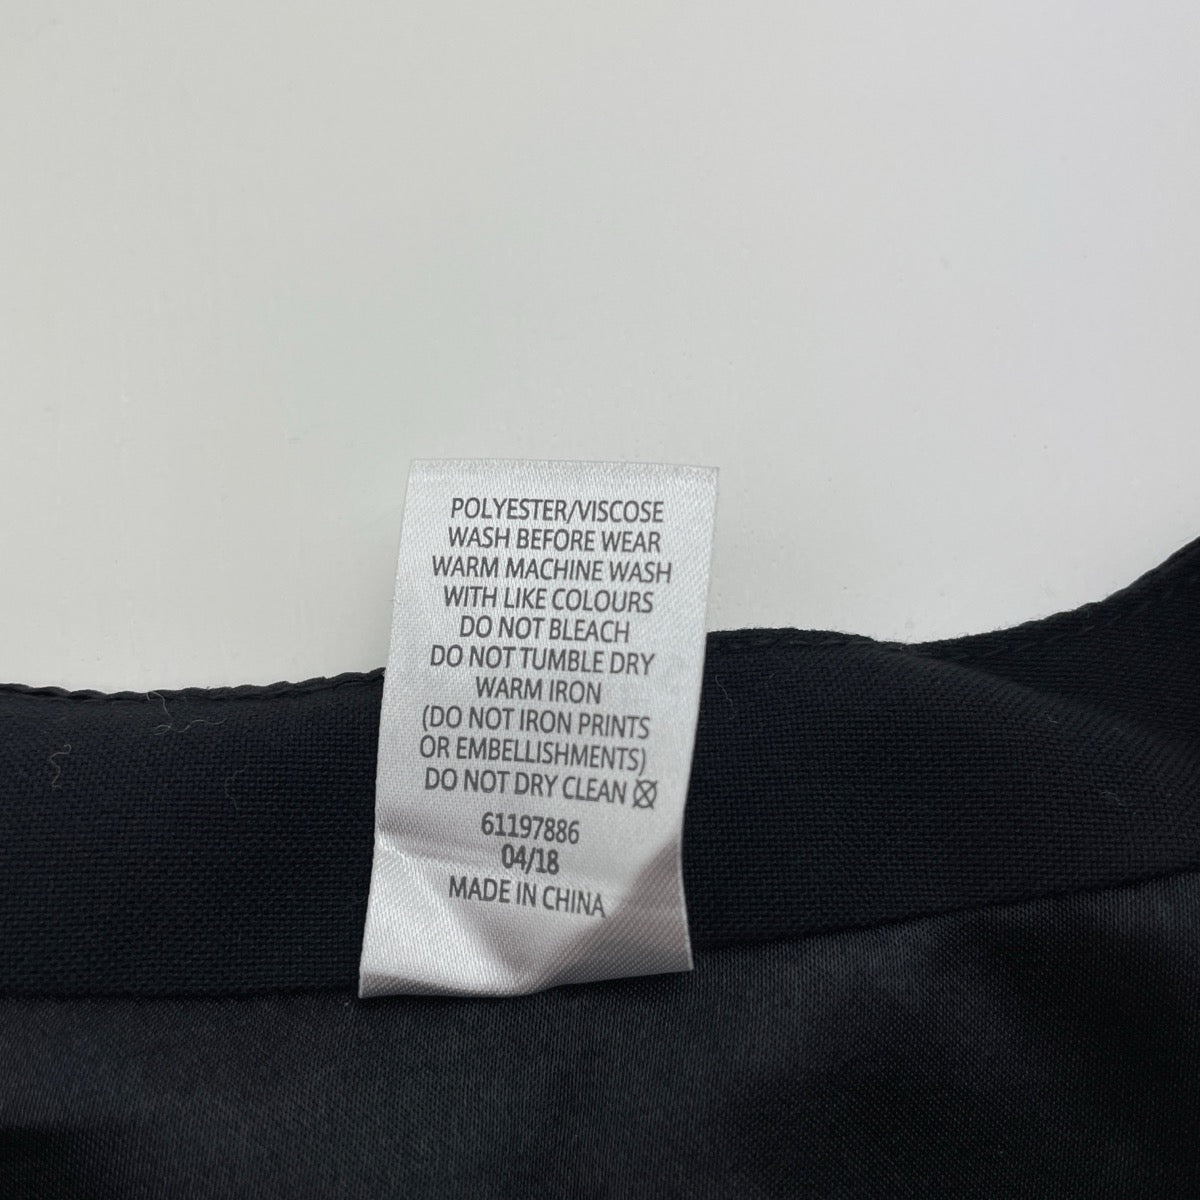 POLYESTER/VISCOSE
WASH BEFORE WEAR
WARM MACHINE WASH
WITH LIKE COLOURS
DO NOT BLEACH
DO NOT TUMBLE DRY
WARM IRON
(DO NOT IRON PRINTS
OR EMBELLISHMENTS)
DO NOT DRY CLEAN
61197886
04/18
MADE IN CHINA